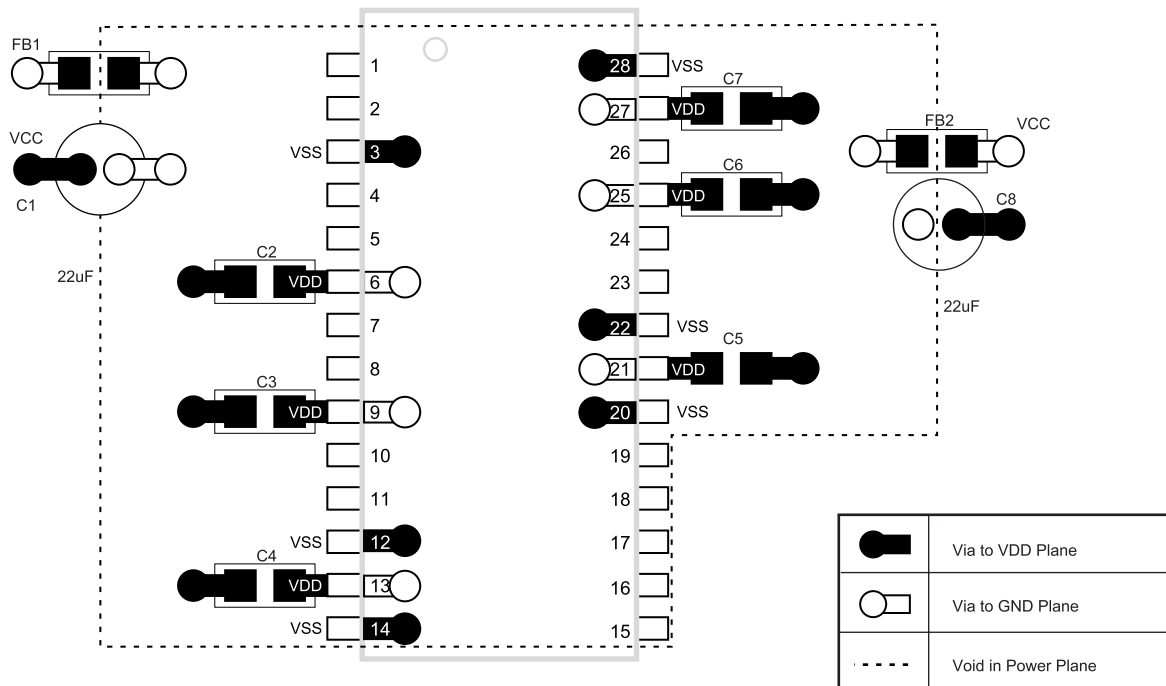 FB1
VCC
C1
22uF
1
2
VSS 3
4
5
C2
VDD 6
7
8
C3
VDD 9
10
11
VSS 12
C4
VDD 13
VSS 14
28 VSS
C7
27 VDD
26
C6
25 VDD
24
23
22 VSS
C5
21 VDD
20 VSS
19
18
17
16
15
FB2
VCC
C8
22uF
Via to VDD Plane
Via to GND Plane
Void in Power Plane